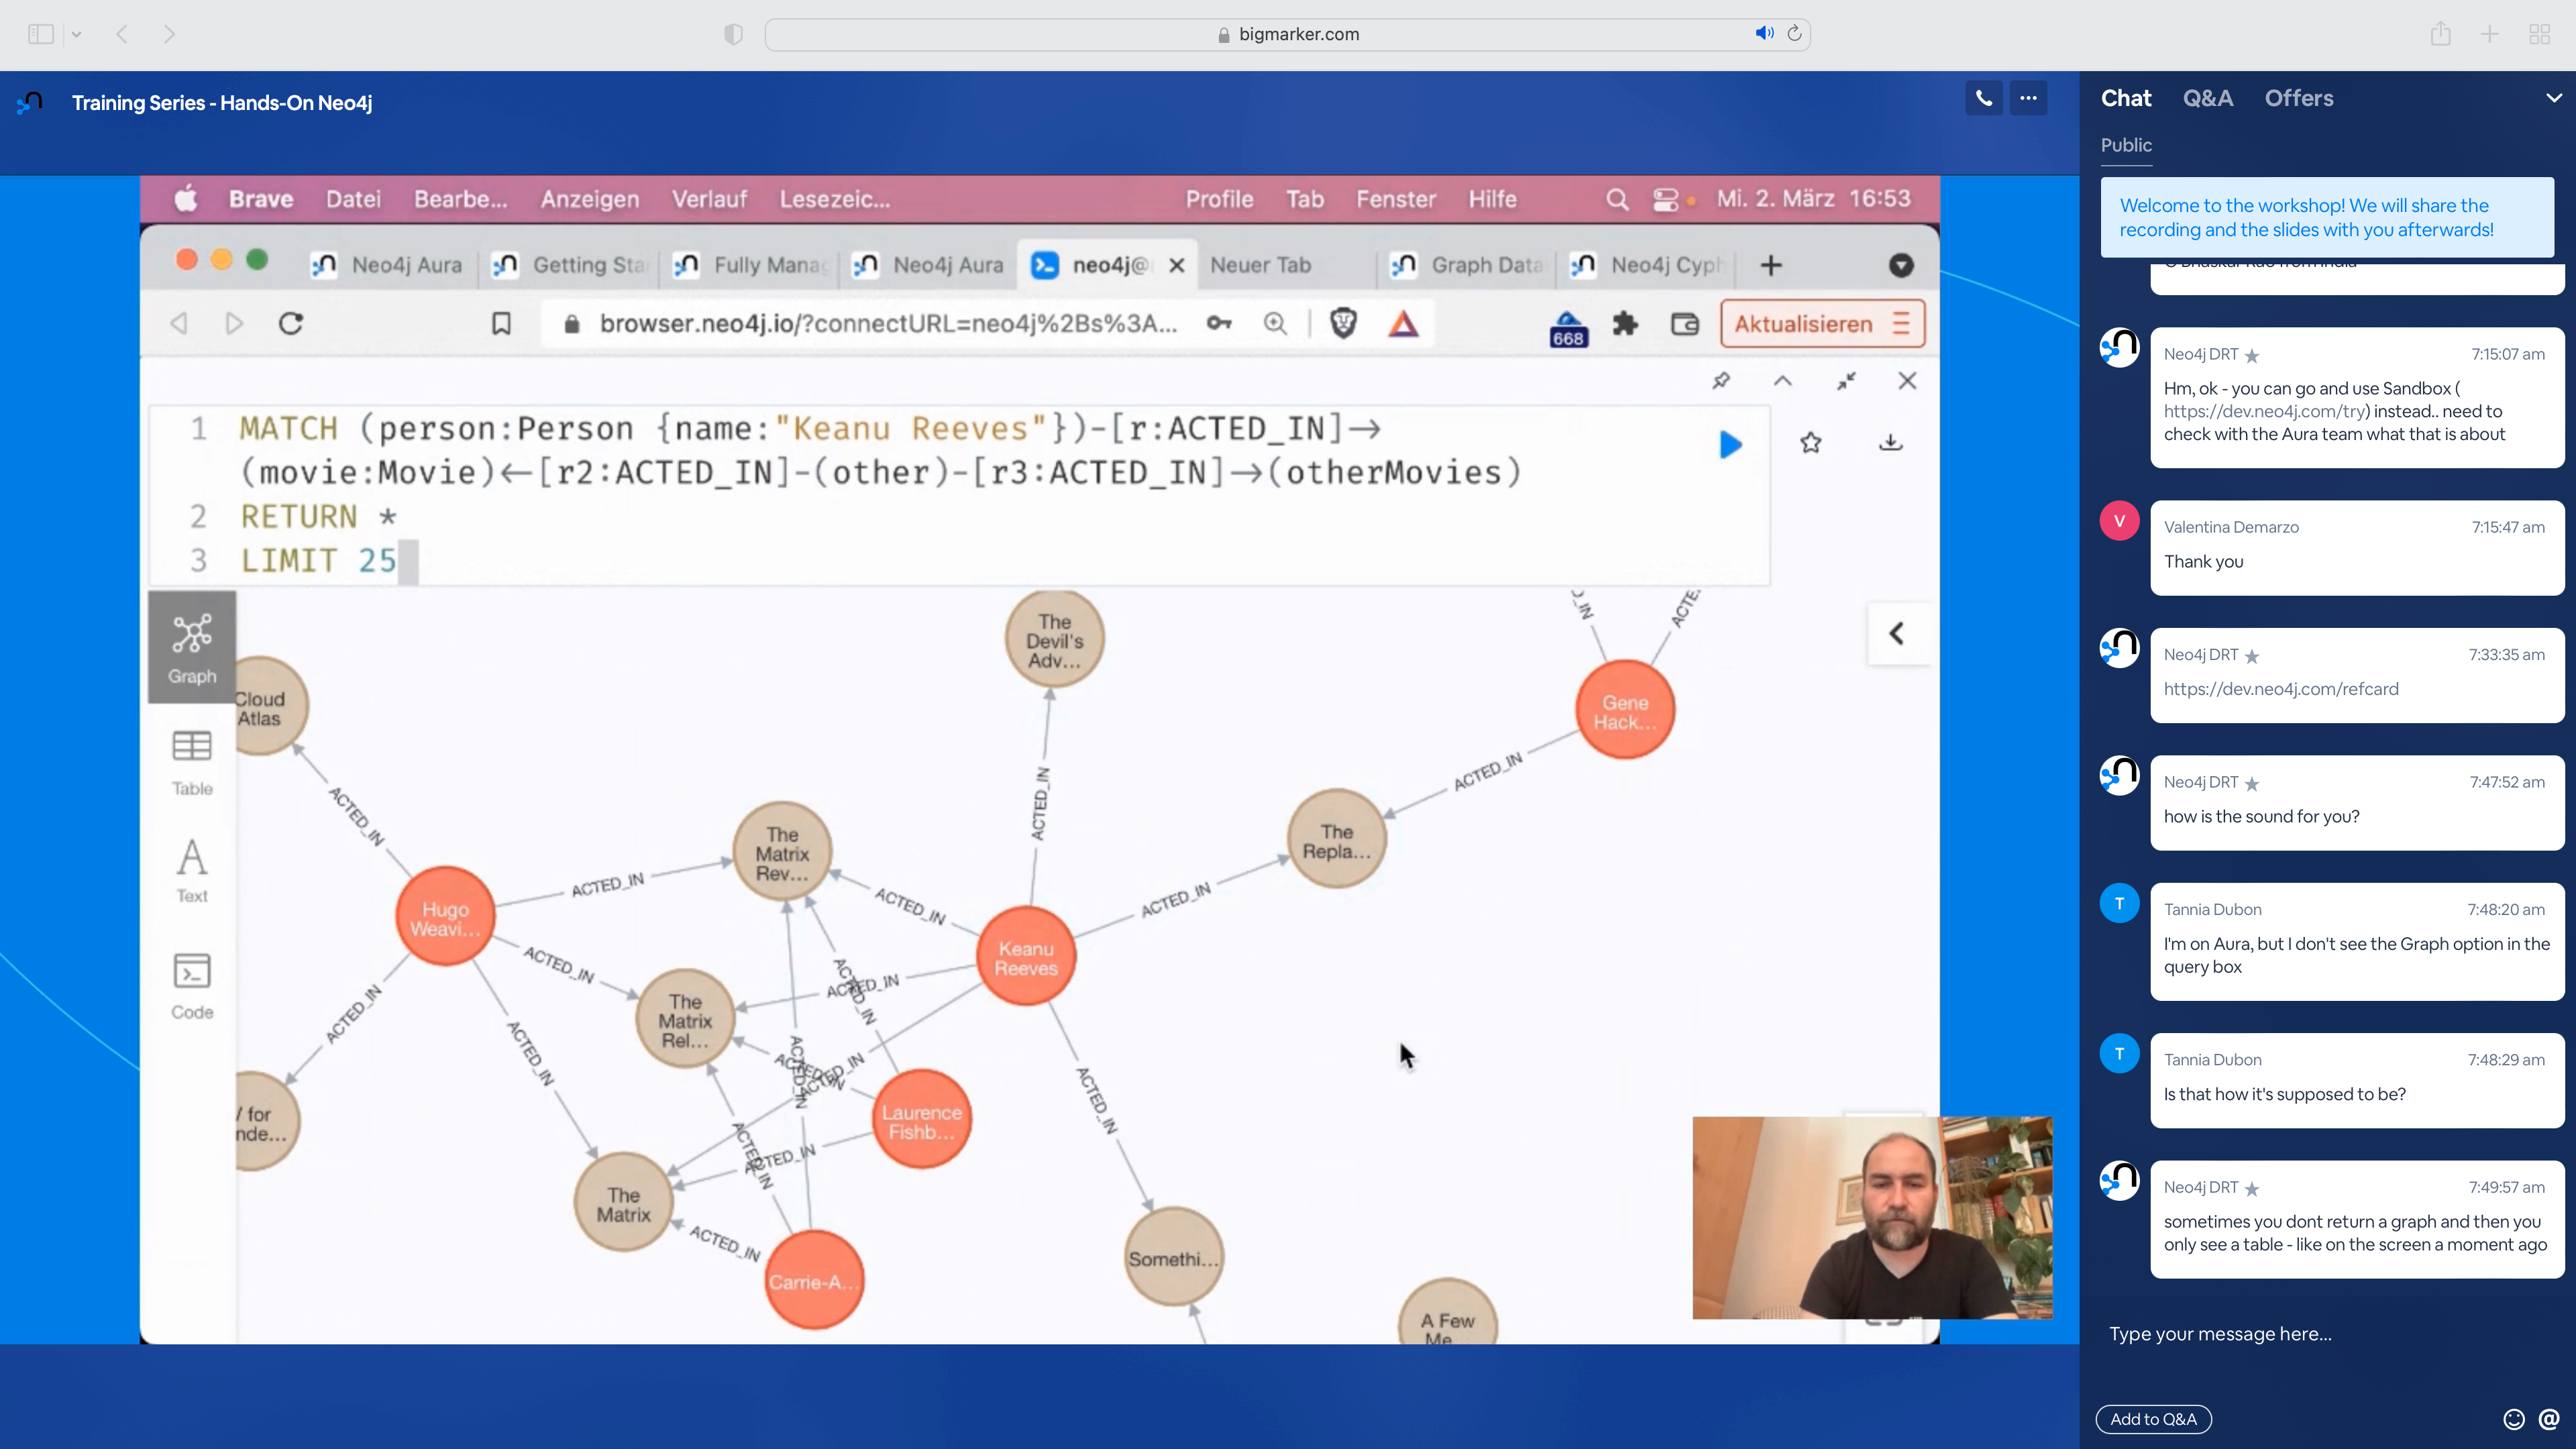 bigmarker.com
Training Series - Hands-On Neo4j
Brave Datei Bearbe... Anzeigen Verlauf Lesezeic... Profile Tab Fenster Hilfe Mi. 2. März 16:53
Neo4j Aura Getting Sta Fully Manag Neo4j Aura neo4j@ Neuer Tab Graph Data Neo4j Cyph
browser.neo4j.io/?connectURL=neo4j%2Bs%3A... 668 Aktualisieren
1 MATCH (person:Person {name:"Keanu Reeves"})-[r:ACTED_IN]→
(movie:Movie)←[r2:ACTED_IN]-(other)-[r3:ACTED_IN]→(otherMovies)
2 RETURN *
3 LIMIT 25
Graph
Table
Text
Code
The
Devil's
Adv...
Cloud
Atlas
Gene
Hack...
D_IN
ACTE
ACTED_IN
ACTED_IN
ACTED_IN
The
Matrix
Rev...
The
Repla...
Hugo
Weavi...
ACTED_IN
ACTED_IN
ACTED_IN
Keanu
Reeves
ACTED_IN
ACTED_IN
ACTED_IN
The
Matrix
Rel...
ACTED_IN
ACTED_IN
ACTED_IN
ACTED_IN
ACTED_IN
ACTED_IN
ACTED_IN
V for
nde...
Laurence
Fishb...
ACTED_IN
ACTED_IN
The
Matrix
ACTED_IN
Carrie-A...
Somethi...
A Few
Me
Chat Q&A Offers
Public
Welcome to the workshop! We will share the
recording and the slides with you afterwards!
Neo4j DRT 7:15:07 am
Hm, ok - you can go and use Sandbox (
https://dev.neo4j.com/try) instead.. need to
check with the Aura team what that is about
V
Valentina Demarzo 7:15:47 am
Thank you
Neo4j DRT 7:33:35 am
https://dev.neo4j.com/refcard
Neo4j DRT 7:47:52 am
how is the sound for you?
T
Tannia Dubon 7:48:20 am
I'm on Aura, but I don't see the Graph option in the
query box
T
Tannia Dubon 7:48:29 am
Is that how it's supposed to be?
Neo4j DRT 7:49:57 am
sometimes you dont return a graph and then you
only see a table - like on the screen a moment ago
Type your message here...
Add to Q&A @